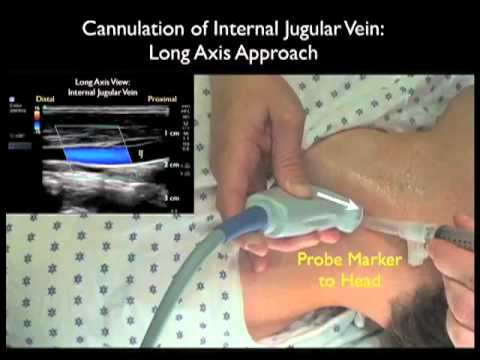 Cannulation of Internal Jugular Vein:
Long Axis Approach
Long Axis View:
Internal Jugular Vein
Distal
Proximal
IJ
1 cm
2 cm
3 cm
Probe Marker
to Head